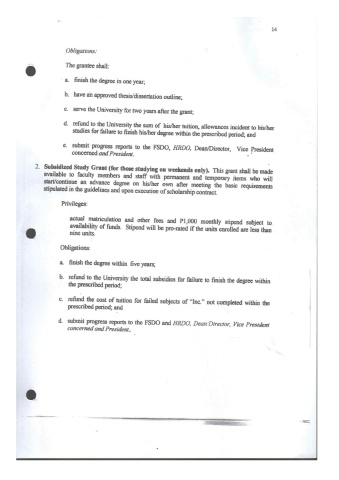 14
Obligations:
The grantee shall:
a. finish the degree in one year;
b. have an approved thesis/dissertation outline;
c. serve the University for two years after the grant;
d. refund to the University the sum of his/her tuition, allowances incident to his/her
studies for failure to finish his/her degree within the prescribed period; and
e. submit progress reports to the FSDO, HRDO, Dean/Director, Vice President
concerned and President.
2. Subsidized Study Grant (for those studying on weekends only). This grant shall be made
available to faculty members and staff with permanent and temporary items who will
start/continue an advance degree on his/her own after meeting the basic requirements
stipulated in the guidelines and upon execution of scholarship contract.
Privileges:
actual matriculation and other fees and P1,000 monthly stipend subject to
availability of funds. Stipend will be pro-rated if the units enrolled are less than
nine units.
Obligations:
a. finish the degree within five years;
b. refund to the University the total subsidies for failure to finish the degree within
the prescribed period;
c. refund the cost of tuition for failed subjects of "Inc." not completed within the
prescribed period; and
d. submit progress reports to the FSDO and HRDO, Dean/Director, Vice President
concerned and President.